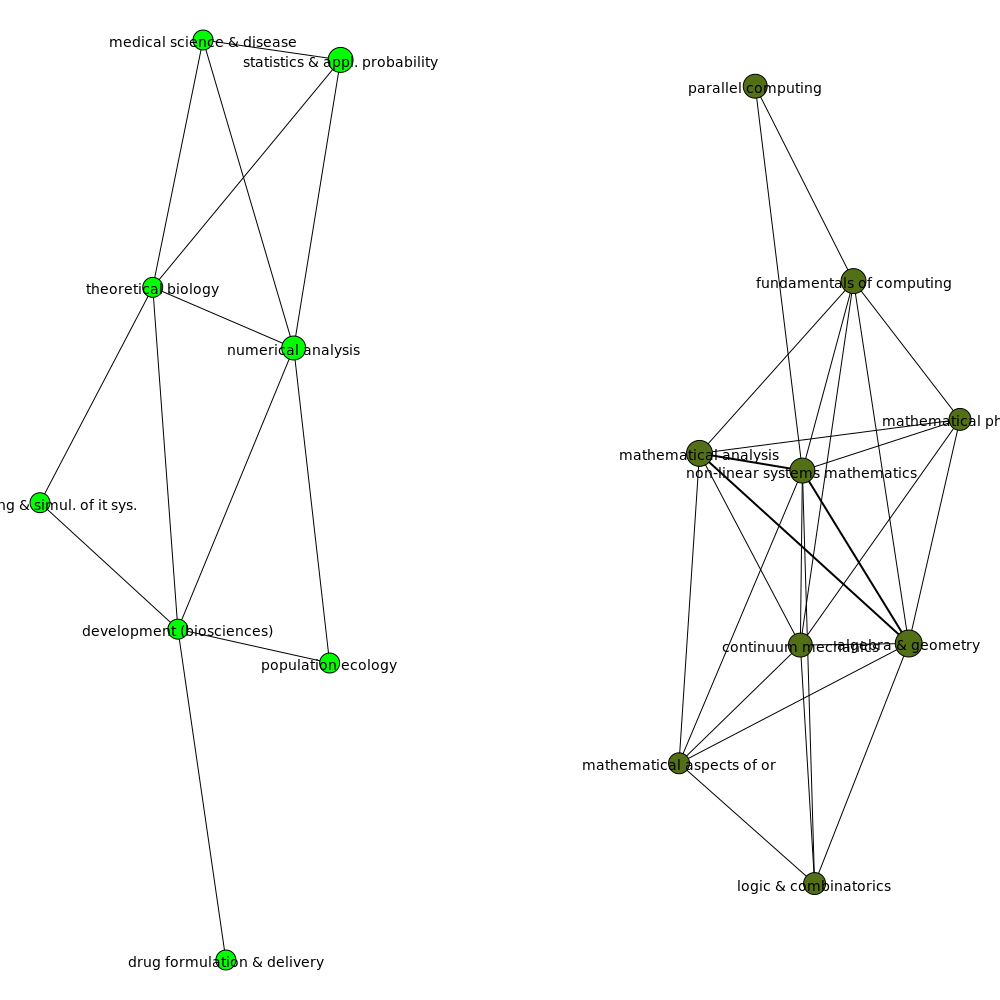 medical science & disease
statistics & appl. probability
parallel computing
fundamentals of computing
theoretical biology
numerical analysis
mathematical ph
mathematical analysis
non-linear systems mathematics
ng & simul. of it sys.
development (biosciences)
population ecology
continuum mechanics
algebra & geometry
mathematical aspects of or
logic & combinatorics
drug formulation & delivery